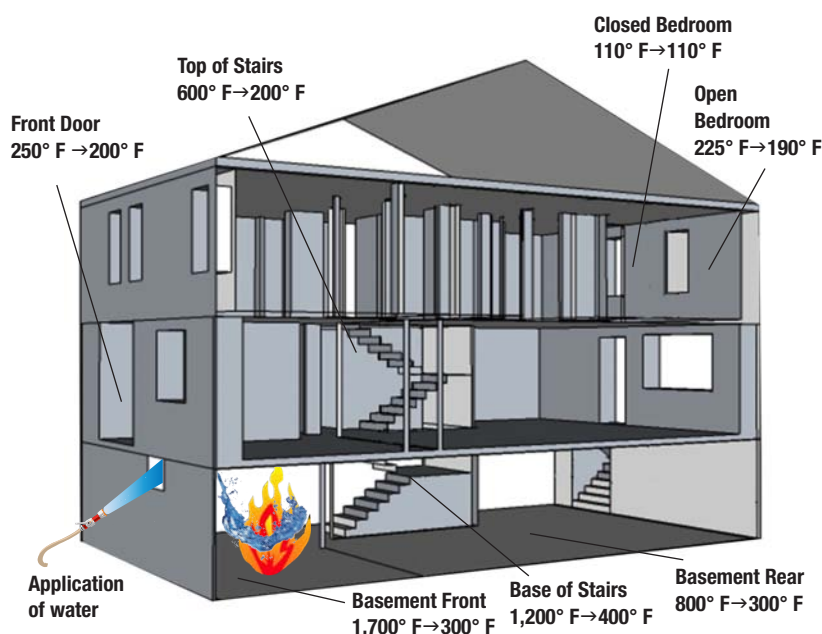 Closed Bedroom
110° F→110° F
Top of Stairs
600° F→200° F
Open
Bedroom
225° F→190° F
Front Door
250° F →200° F
Application
of water
Basement Front
1,700° F→300° F
Base of Stairs
1,200° F→400° F
Basement Rear
800° F→300° F